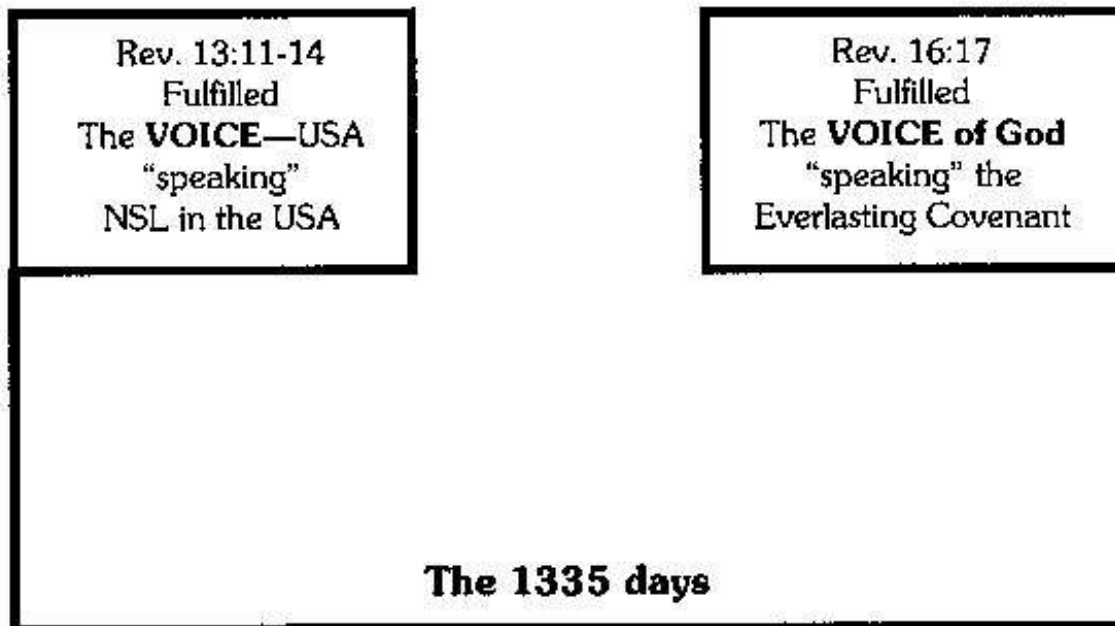 Rev. 13:11-14
Fulfilled
The VOICE—USA
“speaking”
NSL in the USA
Rev. 16:17
Fulfilled
The VOICE of God
“speaking” the
Everlasting Covenant
The 1335 days